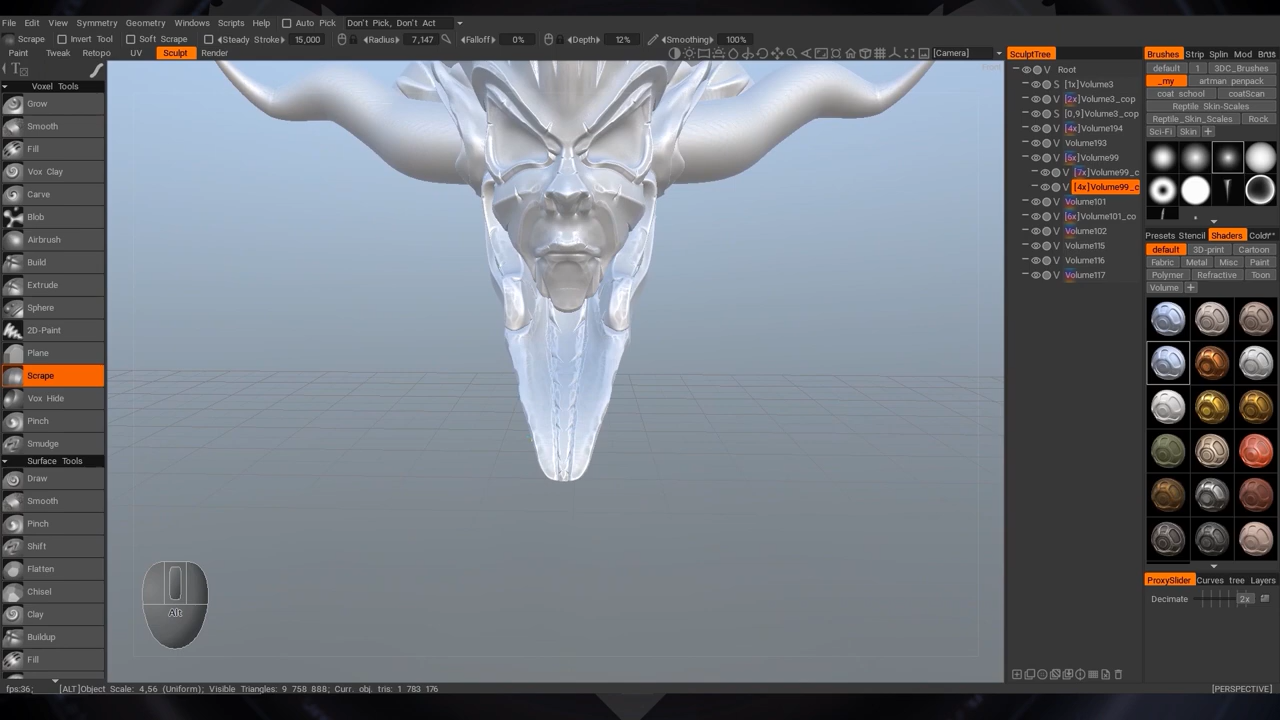 File Edit View Symmetry Geometry Windows Scripts Help Auto Pick Don't Pick, Don't Act
Scrape Invert Tool Soft Scrape Steady Stroke 15,000 Radius 7,147 Falloff 0% Depth 12% Smoothing 100%
Paint Tweak Retopo UV Sculpt Render [Camera]
Voxel Tools
Grow
Smooth
Fill
Vox Clay
Carve
Blob
Airbrush
Build
Extrude
Sphere
2D-Paint
Plane
Scrape
Vox Hide
Pinch
Smudge
Surface Tools
Draw
Smooth
Pinch
Shift
Flatten
Chisel
Clay
Buildup
Fill
Alt
SculptTree
V Root
S [1x]Volume3
V [2x]Volume3_cop
S [0,9]Volume3_cop
V [4x]Volume194
V Volume193
V [5x]Volume99
V [7x]Volume99_c
V [4x]Volume99_c
V Volume101
V [6x]Volume101_co
V Volume102
V Volume115
V Volume116
V Volume117
Brushes Strip Splin Mod
default 1 3DC_Brushes
_my artman penpack
coat school coatScan
Reptile Skin-Scales
Reptile_Skin_Scales Rock
Sci-Fi Skin +
Presets Stencil Shaders
default 3D-print Cartoon
Fabric Metal Misc Paint
Polymer Refractive Toon
Volume +
ProxySlider Curves tree Layers
Decimate 2x
fps:36; [ALT]Object Scale: 4,56 (Uniform); Visible Triangles: 9 758 888; Curr. obj. tris: 1 783 176 [PERSPECTIVE]